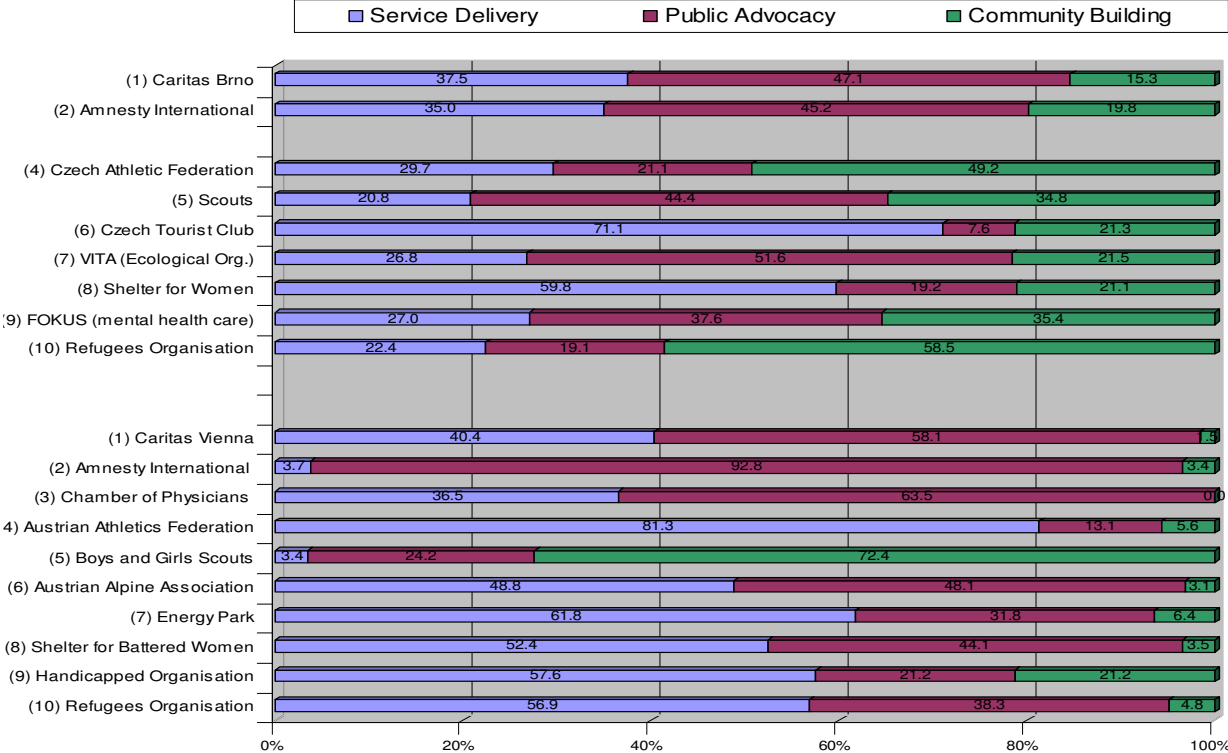 Service Delivery Public Advocacy Community Building
(1) Caritas Brno 37.5 47.1 15.3
(2) Amnesty International 35.0 45.2 19.8
(4) Czech Athletic Federation 29.7 21.1 49.2
(5) Scouts 20.8 44.4 34.8
(6) Czech Tourist Club 71.1 7.6 21.3
(7) VITA (Ecological Org.) 26.8 51.6 21.5
(8) Shelter for Women 59.8 19.2 21.1
(9) FOKUS (mental health care) 27.0 37.6 35.4
(10) Refugees Organisation 22.4 19.1 58.5
(1) Caritas Vienna 40.4 58.1 1.5
(2) Amnesty International 3.7 92.8 3.4
(3) Chamber of Physicians 36.5 63.5 0.0
4) Austrian Athletics Federation 81.3 13.1 5.6
(5) Boys and Girls Scouts 3.4 24.2 72.4
(6) Austrian Alpine Association 48.8 48.1 3.1
(7) Energy Park 61.8 31.8 6.4
(8) Shelter for Battered Women 52.4 44.1 3.5
(9) Handicapped Organisation 57.6 21.2 21.2
(10) Refugees Organisation 56.9 38.3 4.8
0% 20% 40% 60% 80% 100%